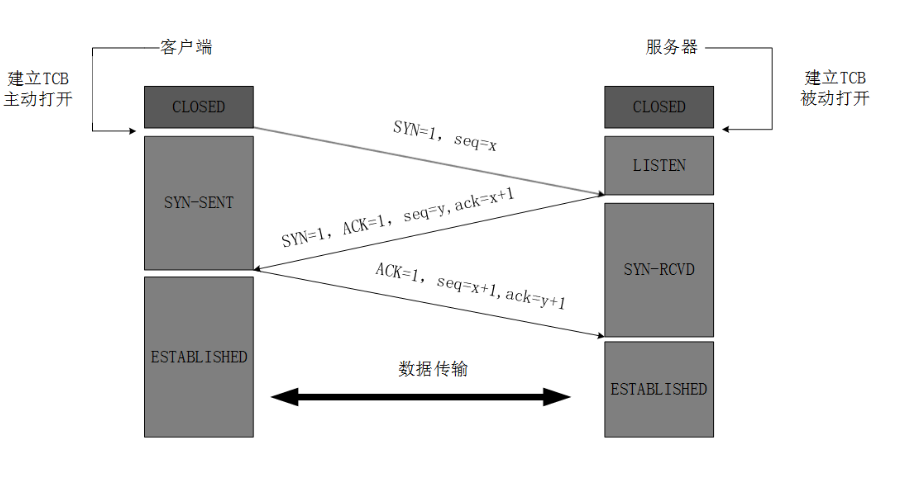 客户端
服务器
建立TCB
主动打开
建立TCB
被动打开
CLOSED
CLOSED
SYN=1, seq=x
LISTEN
SYN-SENT
SYN=1, ACK=1, seq=y,ack=x+1
SYN-RCVD
ACK=1, seq=x+1,ack=y+1
ESTABLISHED
数据传输
ESTABLISHED